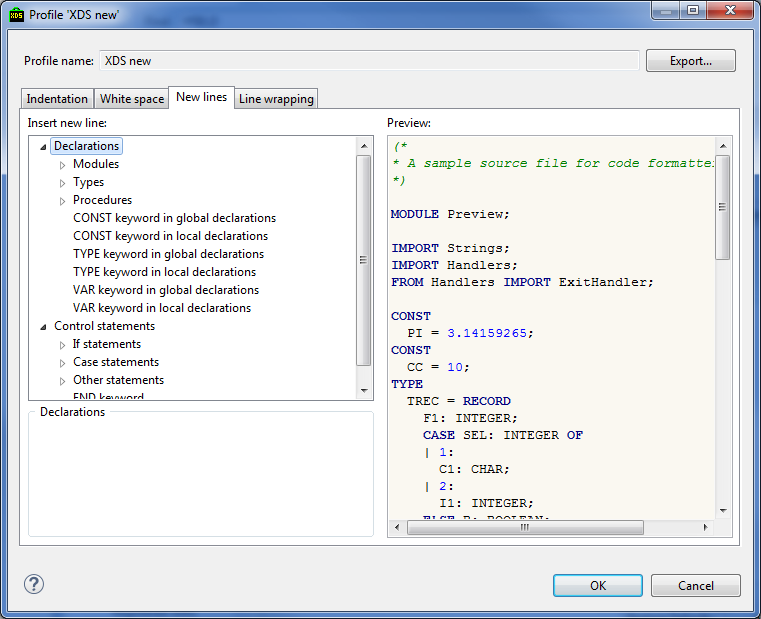 XDS
Profile 'XDS new'
Profile name: XDS new Export...
Indentation White space New lines Line wrapping
Insert new line:
Declarations
Modules
Types
Procedures
CONST keyword in global declarations
CONST keyword in local declarations
TYPE keyword in global declarations
TYPE keyword in local declarations
VAR keyword in global declarations
VAR keyword in local declarations
Control statements
If statements
Case statements
Other statements
END keyword
Declarations
Preview:
(*
* A sample source file for code formatte
*)
MODULE Preview;
IMPORT Strings;
IMPORT Handlers;
FROM Handlers IMPORT ExitHandler;
CONST
PI = 3.14159265;
CONST
CC = 10;
TYPE
TREC = RECORD
F1: INTEGER;
CASE SEL: INTEGER OF
| 1:
C1: CHAR;
| 2:
I1: INTEGER;
ELSE B: BOOLEAN;
?
OK Cancel